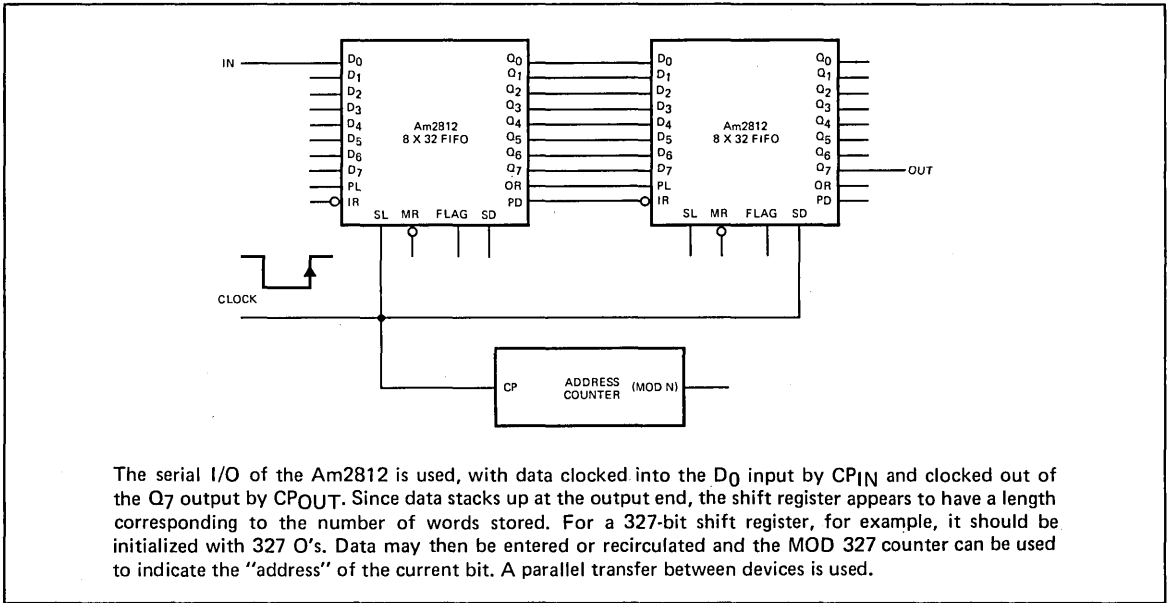 IN
D0
D1
D2
D3
D4
D5
D6
D7
PL
IR
Am2812
8 X 32 FIFO
Q0
Q1
Q2
Q3
Q4
Q5
Q6
Q7
OR
PD
SL MR FLAG SD
D0
D1
D2
D3
D4
D5
D6
D7
PL
IR
Am2812
8 X 32 FIFO
Q0
Q1
Q2
Q3
Q4
Q5
Q6
Q7
OR
PD
SL MR FLAG SD
OUT
CLOCK
CP
ADDRESS
COUNTER
(MOD N)
The serial I/O of the Am2812 is used, with data clocked into the D0 input by CPIN and clocked out of
the Q7 output by CPOUT. Since data stacks up at the output end, the shift register appears to have a length
corresponding to the number of words stored. For a 327-bit shift register, for example, it should be
initialized with 327 O's. Data may then be entered or recirculated and the MOD 327 counter can be used
to indicate the "address" of the current bit. A parallel transfer between devices is used.